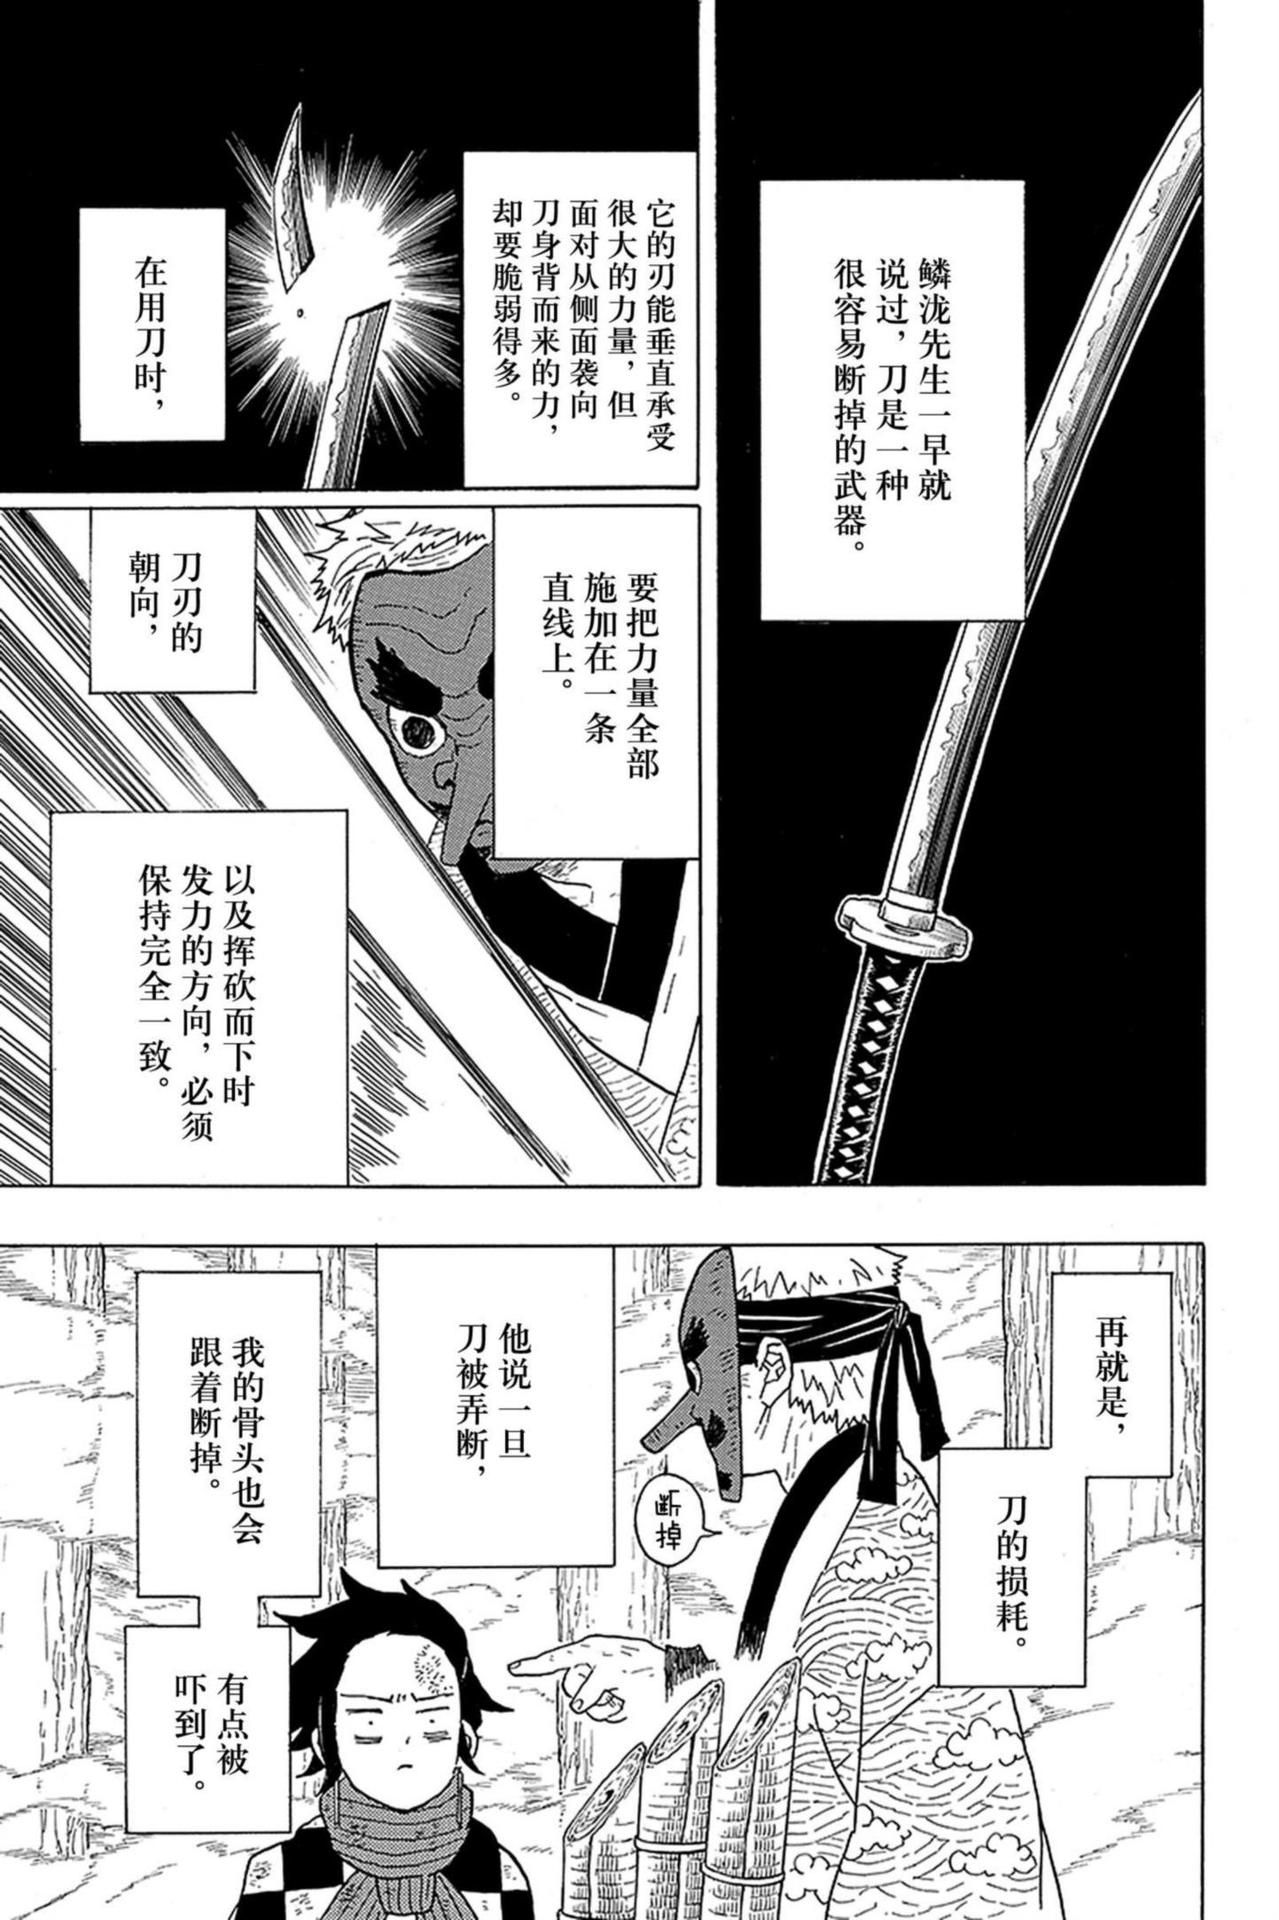 鳞泷先生一早就
说过，刀是一种
很容易断掉的武器。
它的刃能垂直承受
很大的力量，但
面对从侧面袭向
刀身背而来的力，
却要脆弱得多。
在用刀时，
要把力量全部
施加在一条
直线上。
刀刃的
朝向，
以及挥砍而下时
发力的方向，必须
保持完全一致。
再就是，
刀的损耗。
断
掉
他说一旦
刀被弄断，
我的骨头也会
跟着断掉。
有点被
吓到了。